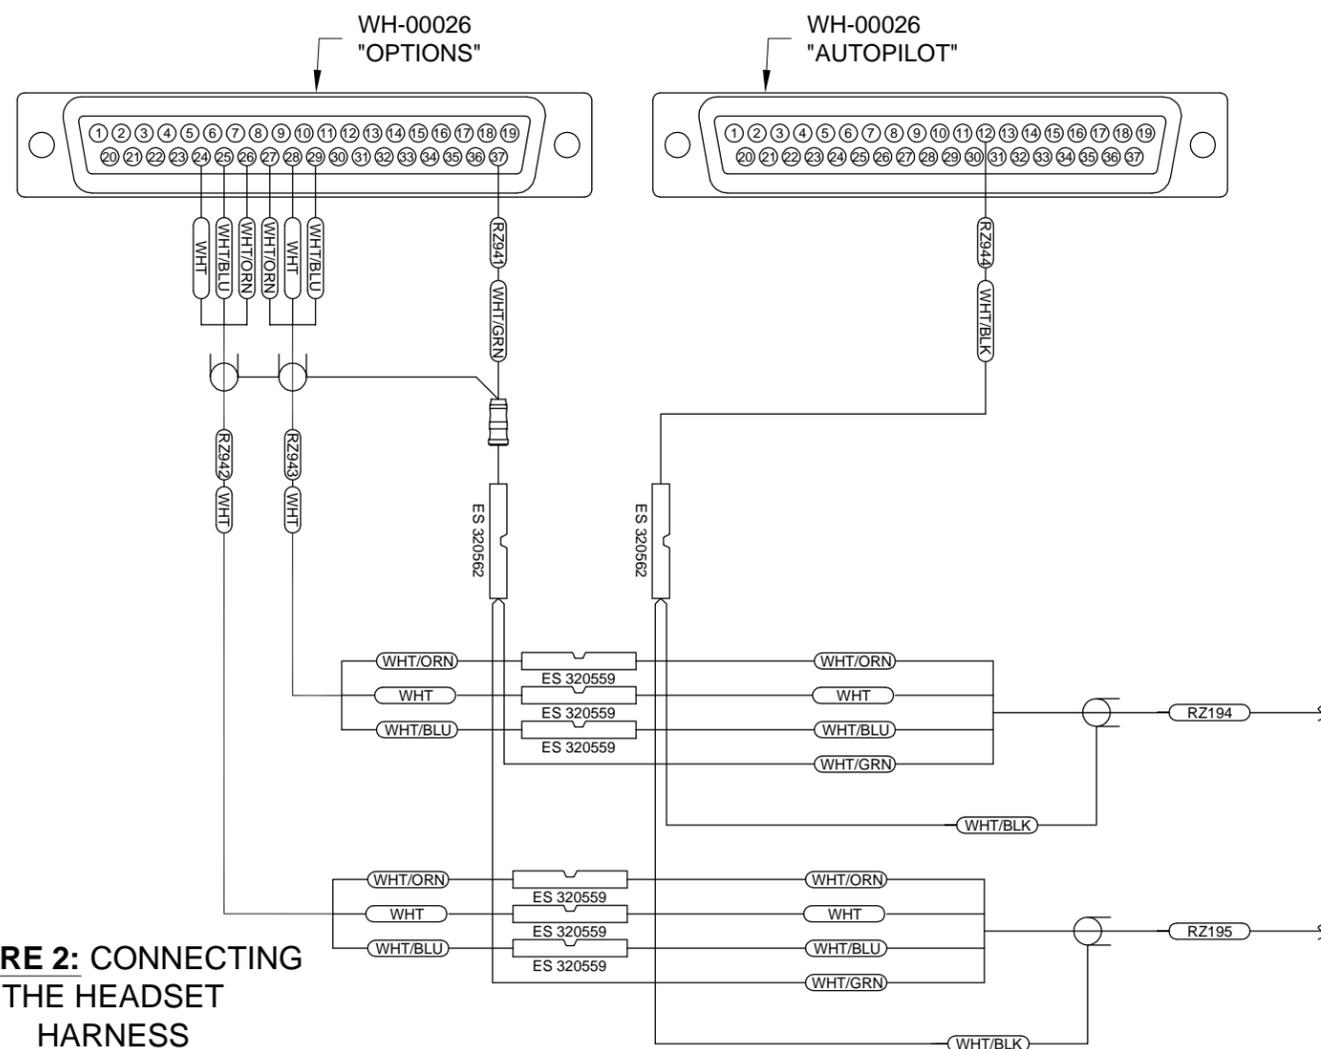 WH-00026
"OPTIONS"
WH-00026
"AUTOPILOT"
1 2 3 4 5 6 7 8 9 10 11 12 13 14 15 16 17 18 19
20 21 22 23 24 25 26 27 28 29 30 31 32 33 34 35 36 37
1 2 3 4 5 6 7 8 9 10 11 12 13 14 15 16 17 18 19
20 21 22 23 24 25 26 27 28 29 30 31 32 33 34 35 36 37
WHT
WHT/BLU
WHT/ORN
WHT/ORN
WHT
WHT/BLU
RZ941
WHT/GRN
RZ944
WHT/BLK
RZ942
WHT
RZ943
WHT
ES 320562
ES 320562
WHT/ORN
ES 320559
WHT/ORN
WHT
ES 320559
WHT
WHT/BLU
ES 320559
WHT/BLU
WHT/GRN
RZ194
WHT/BLK
WHT/ORN
ES 320559
WHT/ORN
WHT
ES 320559
WHT
WHT/BLU
ES 320559
WHT/BLU
WHT/GRN
RZ195
WHT/BLK
RE 2: CONNECTING
THE HEADSET
HARNESS